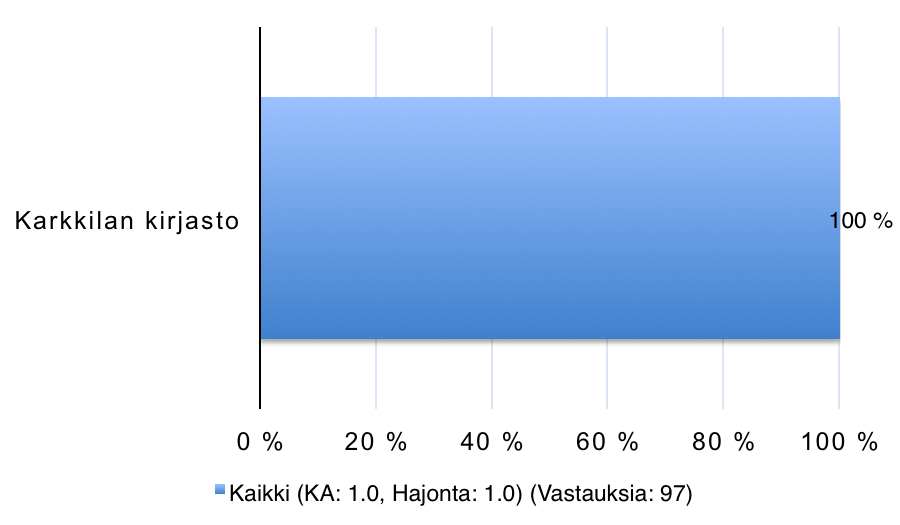 Karkkilan kirjasto
100 %
0 % 20 % 40 % 60 % 80 % 100 %
Kaikki (KA: 1.0, Hajonta: 1.0) (Vastauksia: 97)